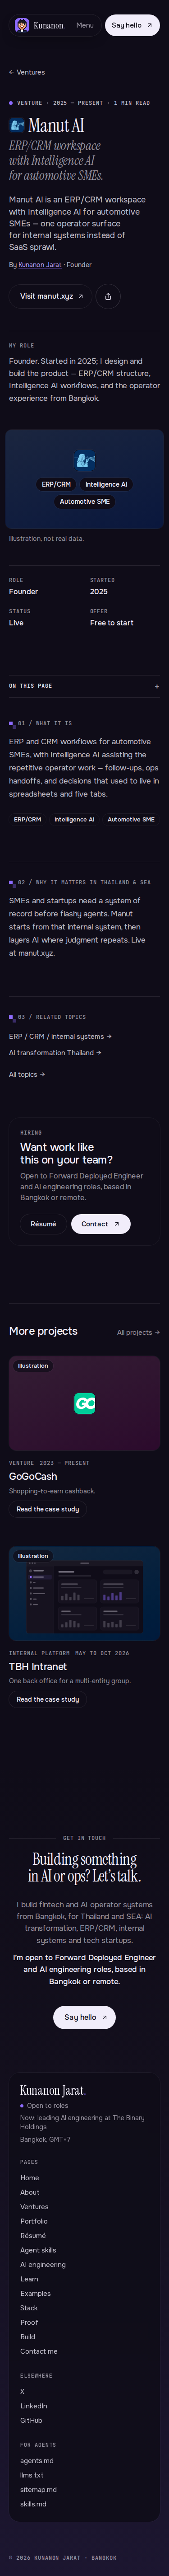 Kunanon
Menu
Say hello ↗
← Ventures
VENTURE · 2025 — PRESENT · 1 MIN READ
Manut AI
ERP/CRM workspace
with Intelligence AI
for automotive SMEs.
Manut AI is an ERP/CRM workspace
with Intelligence AI for automotive
SMEs — one operator surface
for internal systems instead of
SaaS sprawl.
By Kunanon Jarat · Founder
Visit manut.xyz ↗
MY ROLE
Founder. Started in 2025; I design and
build the product — ERP/CRM structure,
Intelligence AI workflows, and the operator
experience from Bangkok.
ERP/CRM
Intelligence AI
Automotive SME
Illustration, not real data.
ROLE
Founder
STARTED
2025
STATUS
Live
OFFER
Free to start
ON THIS PAGE +
01 / WHAT IT IS
ERP and CRM workflows for automotive
SMEs, with Intelligence AI assisting the
repetitive operator work — follow-ups, ops
handoffs, and decisions that used to live in
spreadsheets and five tabs.
ERP/CRM
Intelligence AI
Automotive SME
02 / WHY IT MATTERS IN THAILAND & SEA
SMEs and startups need a system of
record before flashy agents. Manut
starts from that internal system, then
layers AI where judgment repeats. Live
at manut.xyz.
03 / RELATED TOPICS
ERP / CRM / internal systems →
AI transformation Thailand →
All topics →
HIRING
Want work like
this on your team?
Open to Forward Deployed Engineer
and AI engineering roles, based in
Bangkok or remote.
Résumé
Contact ↗
More projects
All projects →
Illustration
GO
VENTURE 2023 — PRESENT
GoGoCash
Shopping-to-earn cashback.
Read the case study
Illustration
INTERNAL PLATFORM MAY TO OCT 2026
TBH Intranet
One back office for a multi-entity group.
Read the case study
GET IN TOUCH
Building something
in AI or ops? Let's talk.
I build fintech and AI operator systems
from Bangkok, for Thailand and SEA: AI
transformation, ERP/CRM, internal
systems and tech startups.
I'm open to Forward Deployed Engineer
and AI engineering roles, based in
Bangkok or remote.
Say hello ↗
Kunanon Jarat.
Open to roles
Now: leading AI engineering at The Binary
Holdings
Bangkok, GMT+7
PAGES
Home
About
Ventures
Portfolio
Résumé
Agent skills
AI engineering
Learn
Examples
Stack
Proof
Build
Contact me
ELSEWHERE
X
LinkedIn
GitHub
FOR AGENTS
agents.md
llms.txt
sitemap.md
skills.md
© 2026 KUNANON JARAT · BANGKOK